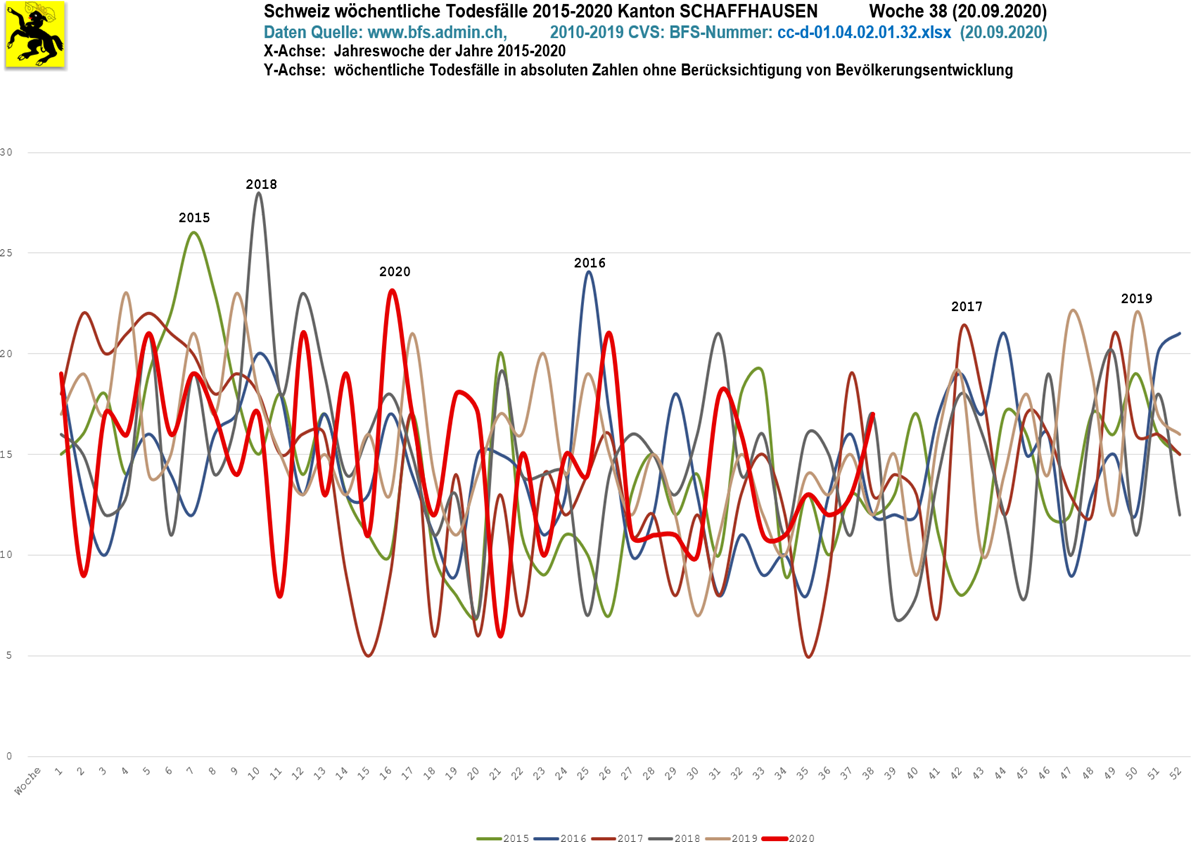 Schweiz wöchentliche Todesfälle 2015-2020 Kanton SCHAFFHAUSEN Woche 38 (20.09.2020)
Daten Quelle: www.bfs.admin.ch, 2010-2019 CVS: BFS-Nummer: cc-d-01.04.02.01.32.xlsx (20.09.2020)
X-Achse: Jahreswoche der Jahre 2015-2020
Y-Achse: wöchentliche Todesfälle in absoluten Zahlen ohne Berücksichtigung von Bevölkerungsentwicklung
30
2018
2015
25
2016
2020
2019
2017
20
15
10
5
0
Woche 1 2 3 4 5 6 7 8 9 10 11 12 13 14 15 16 17 18 19 20 21 22 23 24 25 26 27 28 29 30 31 32 33 34 35 36 37 38 39 40 41 42 43 44 45 46 47 48 49 50 51 52
2015 2016 2017 2018 2019 2020